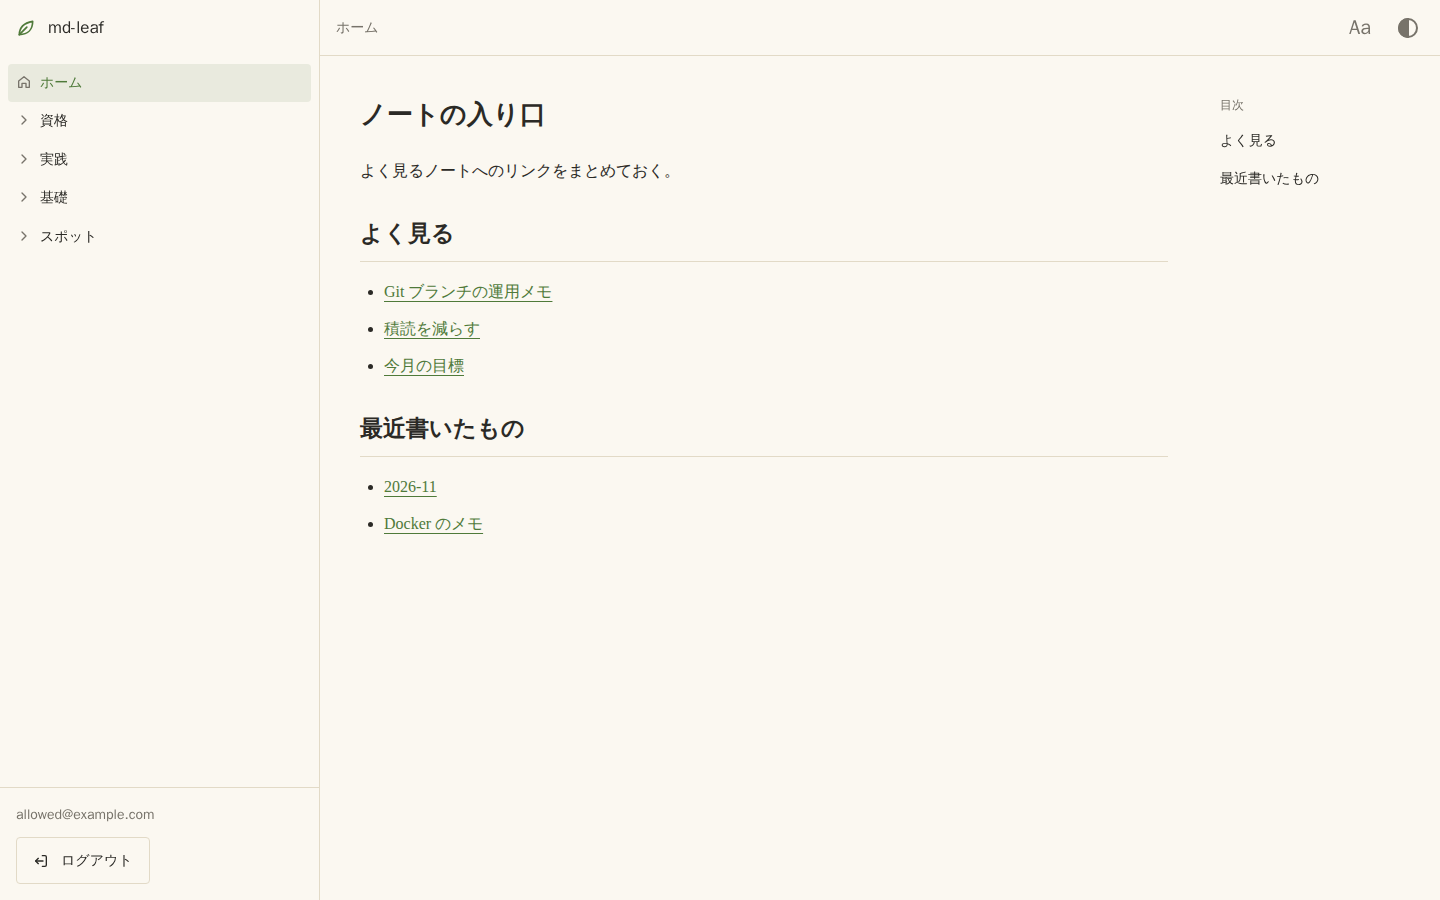 md-leaf
ホーム
資格
実践
基礎
スポット
allowed@example.com
ログアウト
ホーム
Aa
ノートの入り口
よく見るノートへのリンクをまとめておく。
よく見る
Git ブランチの運用メモ
積読を減らす
今月の目標
最近書いたもの
2026-11
Docker のメモ
目次
よく見る
最近書いたもの